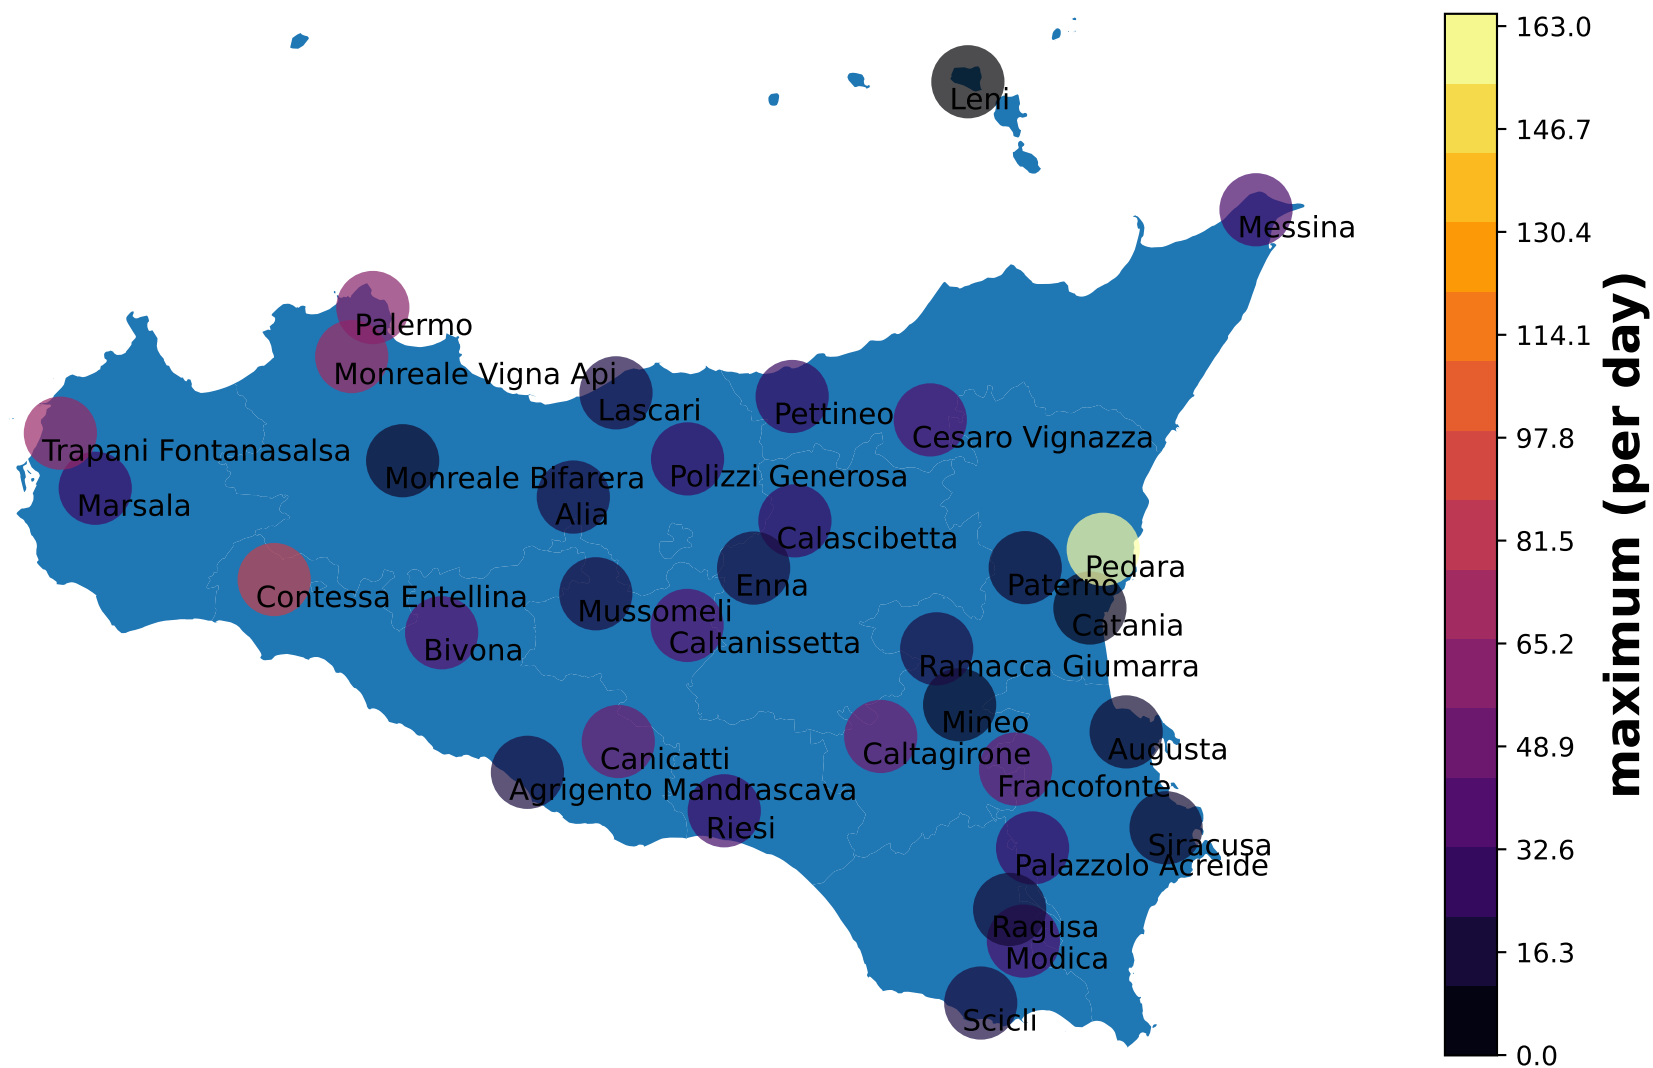 Leni
Messina
Palermo
Monreale Vigna Api
Lascari
Pettineo
Cesaro Vignazza
Trapani Fontanasalsa
Monreale Bifarera
Polizzi Generosa
Marsala
Alia
Calascibetta
Pedara
Enna
Paterno
Contessa Entellina
Mussomeli
Catania
Caltanissetta
Bivona
Ramacca Giumarra
Mineo
Augusta
Caltagirone
Canicatti
Francofonte
Agrigento Mandrascava
Riesi
Siracusa
Palazzolo Acreide
Ragusa
Modica
Scicli
163.0
146.7
130.4
114.1
97.8
81.5
65.2
48.9
32.6
16.3
0.0
maximum (per day)